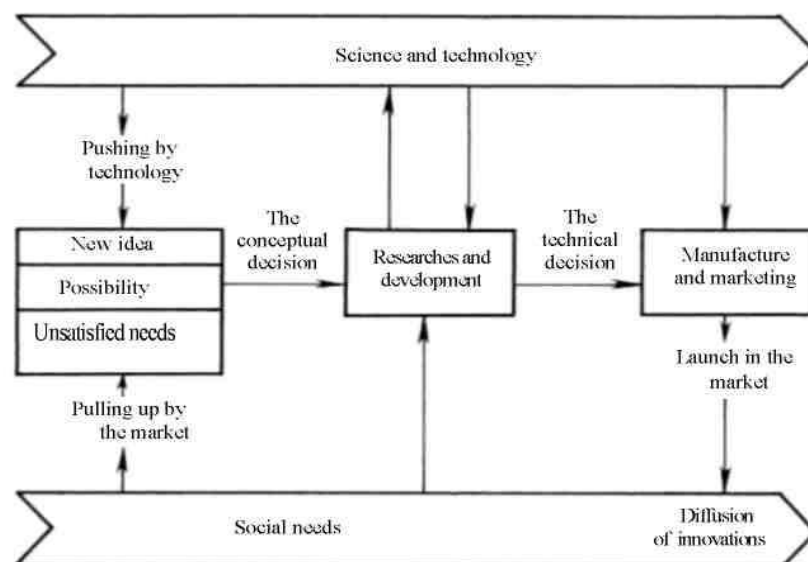 Science and technology
Pushing by
technology
New idea
Possibility
Unsatisfied needs
Pulling up by
the market
The
conceptual
decision
Researches and
development
The
technical
decision
Manufacture
and marketing
Launch in the
market
Social needs
Diffusion
of innovations